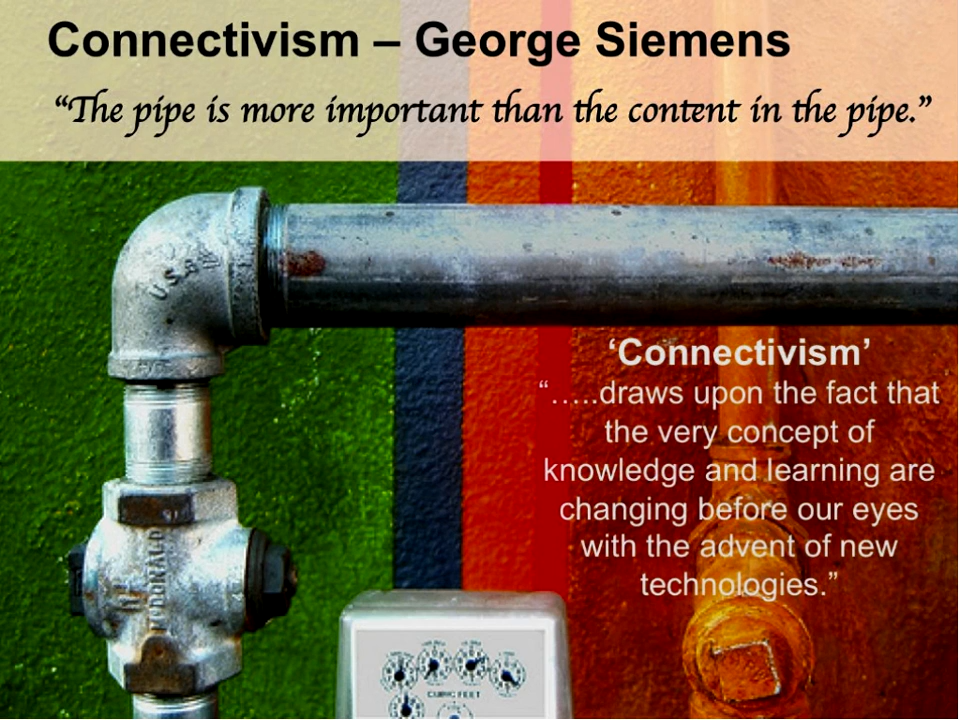 Connectivism – George Siemens
“The pipe is more important than the content in the pipe.”
U.S.B
‘Connectivism’
“…..draws upon the fact that
the very concept of
knowledge and learning are
changing before our eyes
with the advent of new
technologies.”
McDONALD
CUBIC FEET